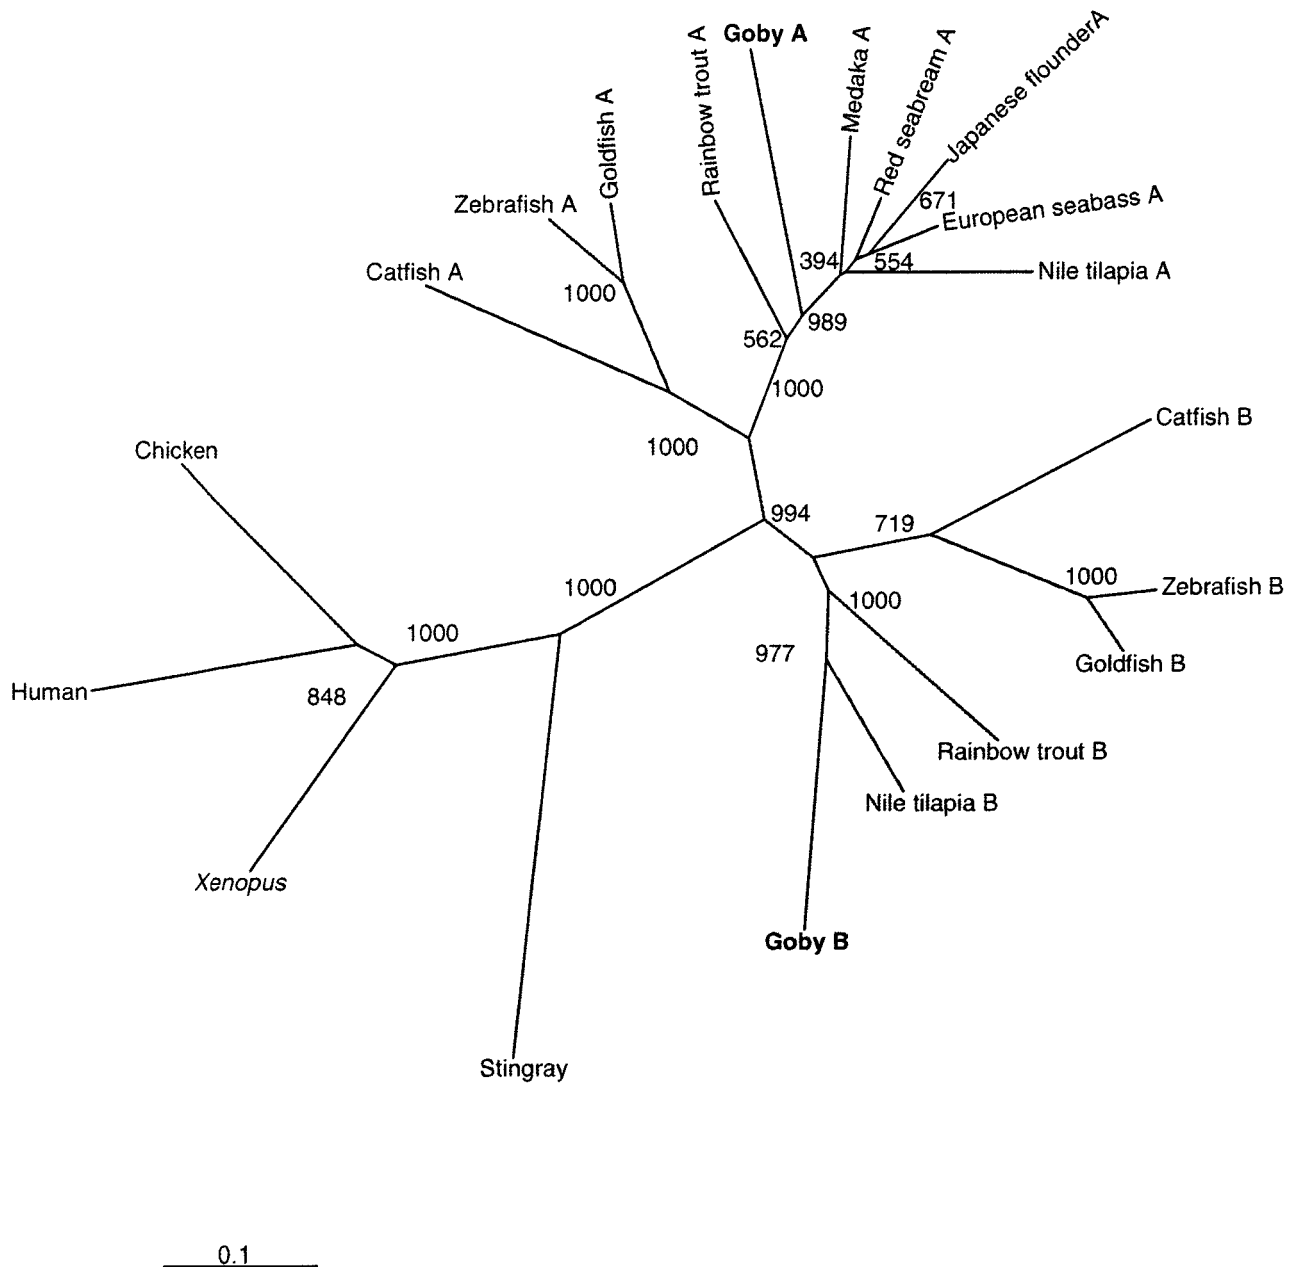 Goby A
Medaka A
Red seabream A
Japanese flounderA
Rainbow trout A
Goldfish A
Zebrafish A
671
European seabass A
394
554
Catfish A
Nile tilapia A
1000
989
562
1000
Catfish B
1000
Chicken
994
719
1000
Zebrafish B
1000
1000
1000
977
Goldfish B
Human
848
Rainbow trout B
Nile tilapia B
Xenopus
Goby B
Stingray
0.1